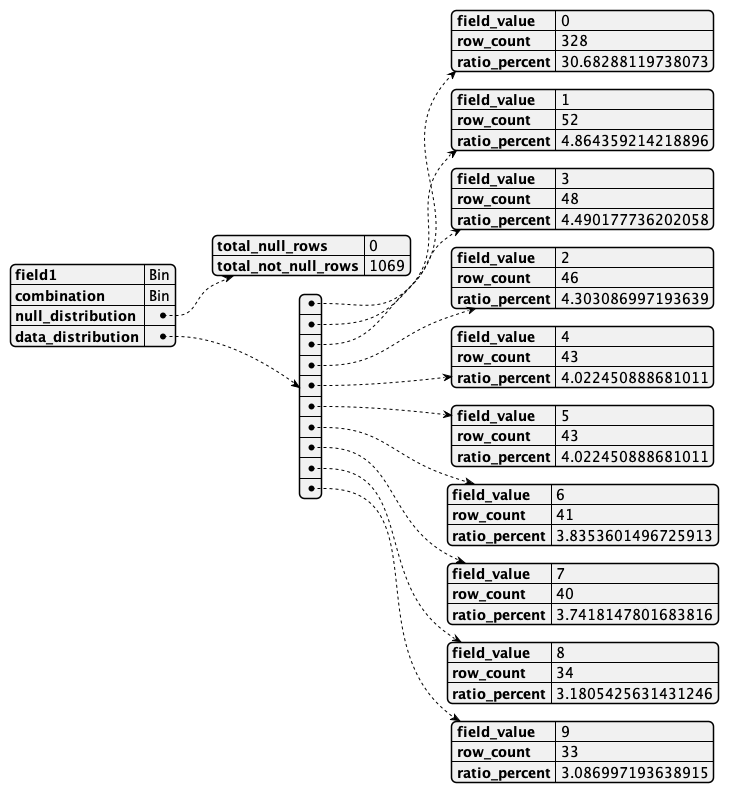 field1 Bin
combination Bin
null_distribution
data_distribution
total_null_rows 0
total_not_null_rows 1069
field_value 0
row_count 328
ratio_percent 30.68288119738073
field_value 1
row_count 52
ratio_percent 4.864359214218896
field_value 3
row_count 48
ratio_percent 4.490177736202058
field_value 2
row_count 46
ratio_percent 4.303086997193639
field_value 4
row_count 43
ratio_percent 4.022450888681011
field_value 5
row_count 43
ratio_percent 4.022450888681011
field_value 6
row_count 41
ratio_percent 3.8353601496725913
field_value 7
row_count 40
ratio_percent 3.7418147801683816
field_value 8
row_count 34
ratio_percent 3.1805425631431246
field_value 9
row_count 33
ratio_percent 3.086997193638915